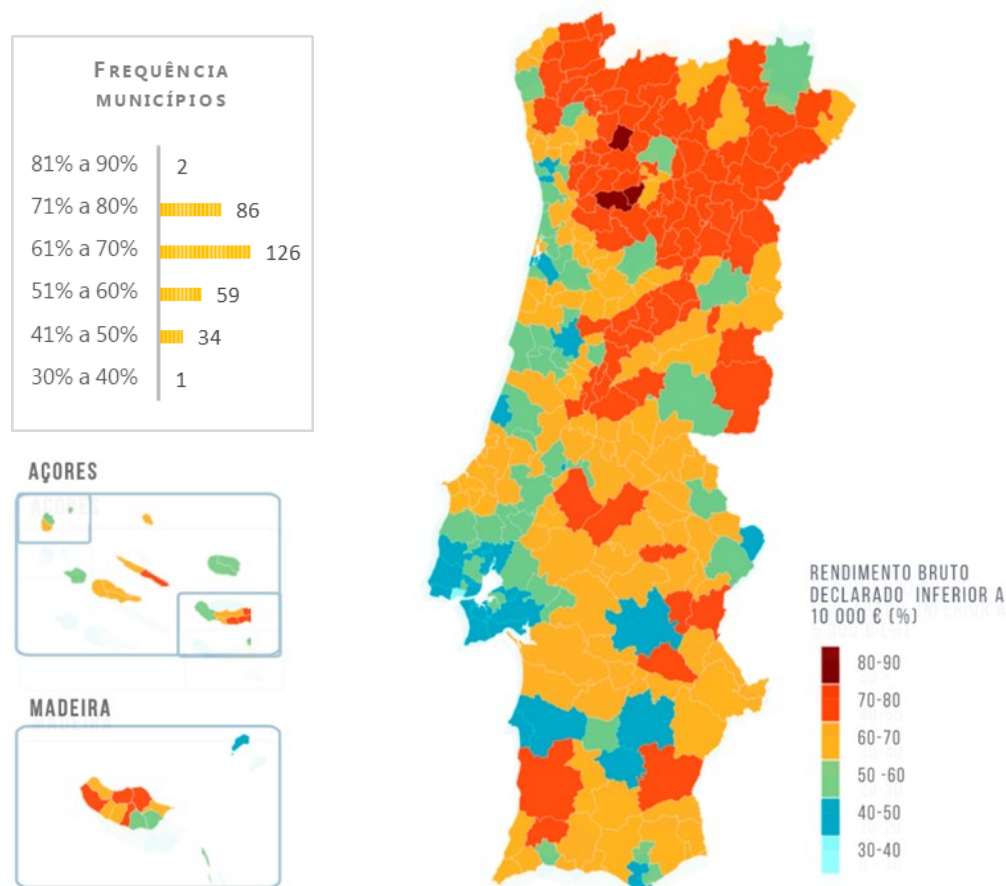 FREQUÊNCIA
MUNICÍPIOS
81% a 90% 2
71% a 80% 86
61% a 70% 126
51% a 60% 59
41% a 50% 34
30% a 40% 1
AÇORES
MADEIRA
RENDIMENTO BRUTO
DECLARADO INFERIOR A
10 000 € (%)
80-90
70-80
60-70
50 -60
40-50
30-40